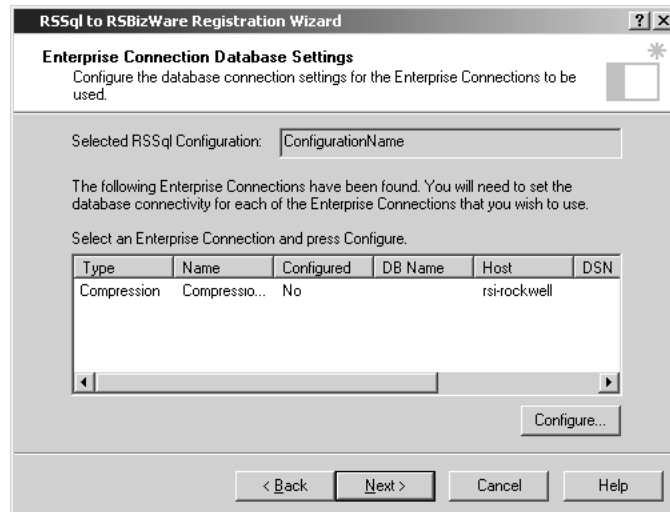 RSSql to RSBizWare Registration Wizard
Enterprise Connection Database Settings
Configure the database connection settings for the Enterprise Connections to be
used.
Selected RSSql Configuration: ConfigurationName
The following Enterprise Connections have been found. You will need to set the
database connectivity for each of the Enterprise Connections that you wish to use.
Select an Enterprise Connection and press Configure.
Type Name Configured DB Name Host DSN
Compression Compressio... No rsi-rockwell
Configure...
< Back Next > Cancel Help